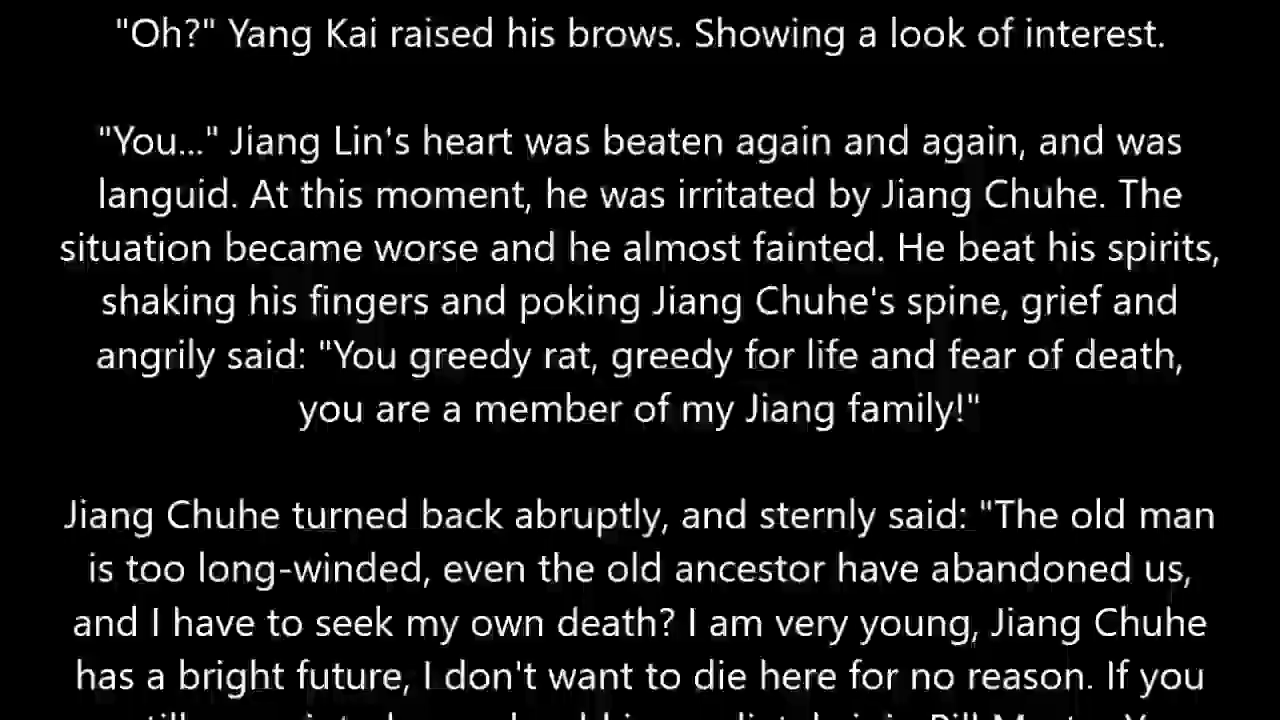 "Oh?" Yang Kai raised his brows. Showing a look of interest.
"You..." Jiang Lin's heart was beaten again and again, and was
languid. At this moment, he was irritated by Jiang Chuhe. The
situation became worse and he almost fainted. He beat his spirits,
shaking his fingers and poking Jiang Chuhe's spine, grief and
angrily said: "You greedy rat, greedy for life and fear of death,
you are a member of my Jiang family!"
Jiang Chuhe turned back abruptly, and sternly said: "The old man
is too long-winded, even the old ancestor have abandoned us,
and I have to seek my own death? I am very young, Jiang Chuhe
has a bright future, I don't want to die here for no reason. If you